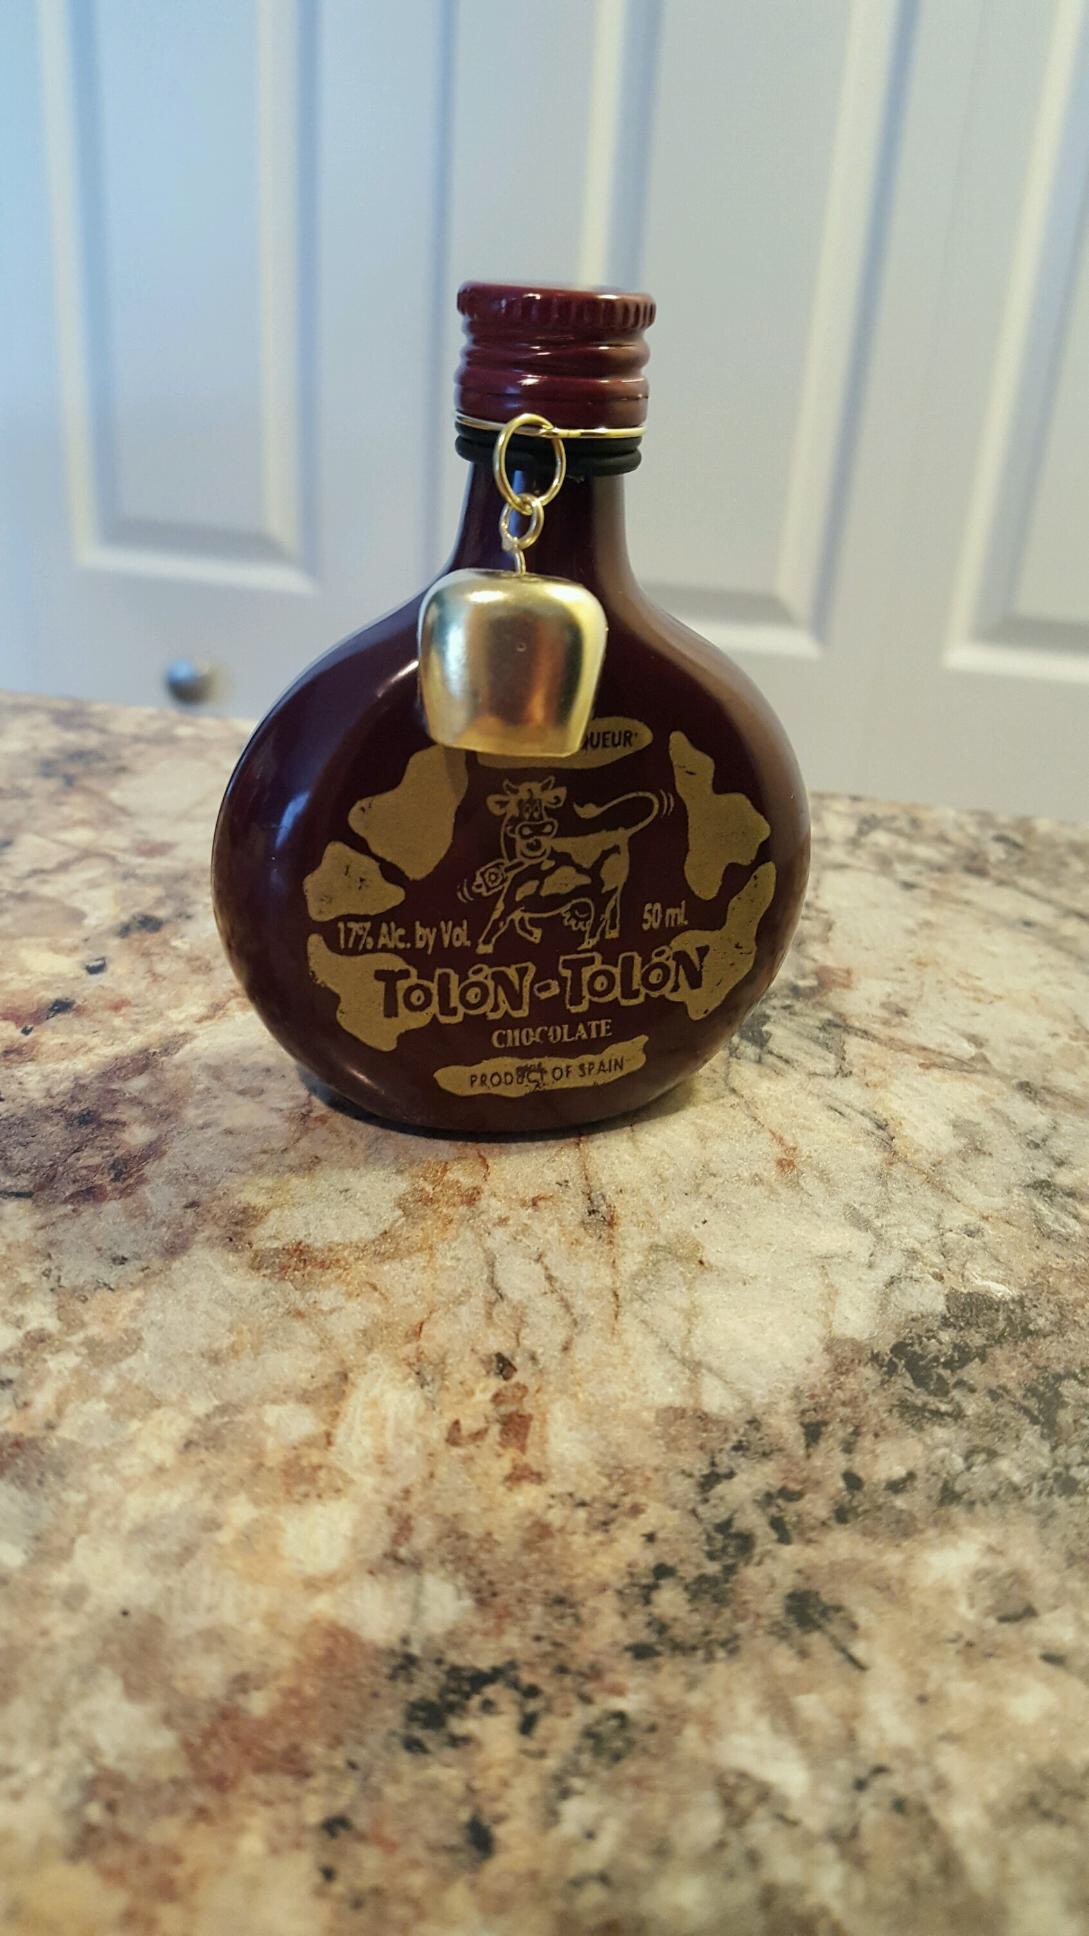 17% Alc. by Vol.
50 ml.
TOLÓN-TOLÓN
CHOCOLATE
PRODUCT OF SPAIN